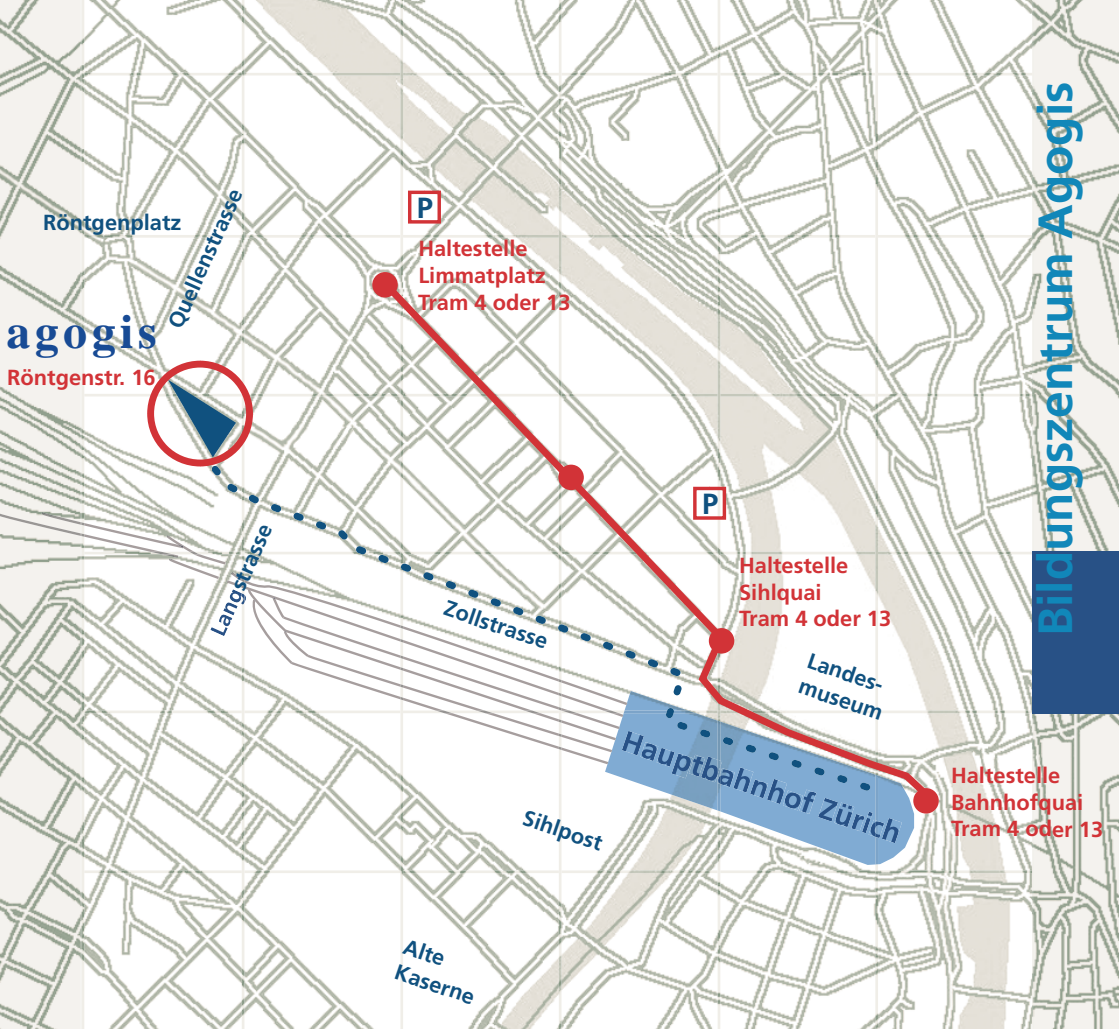 P
Haltestelle
Limmatplatz
Tram 4 oder 13
Röntgenplatz
Quellenstrasse
agogis
Röntgenstr. 16
P
Haltestelle
Sihlquai
Tram 4 oder 13
Langstrasse
Zollstrasse
Landes-
museum
Hauptbahnhof Zürich
Haltestelle
Bahnhofquai
Tram 4 oder 13
Sihlpost
Alte
Kaserne
Bildungszentrum Agogis